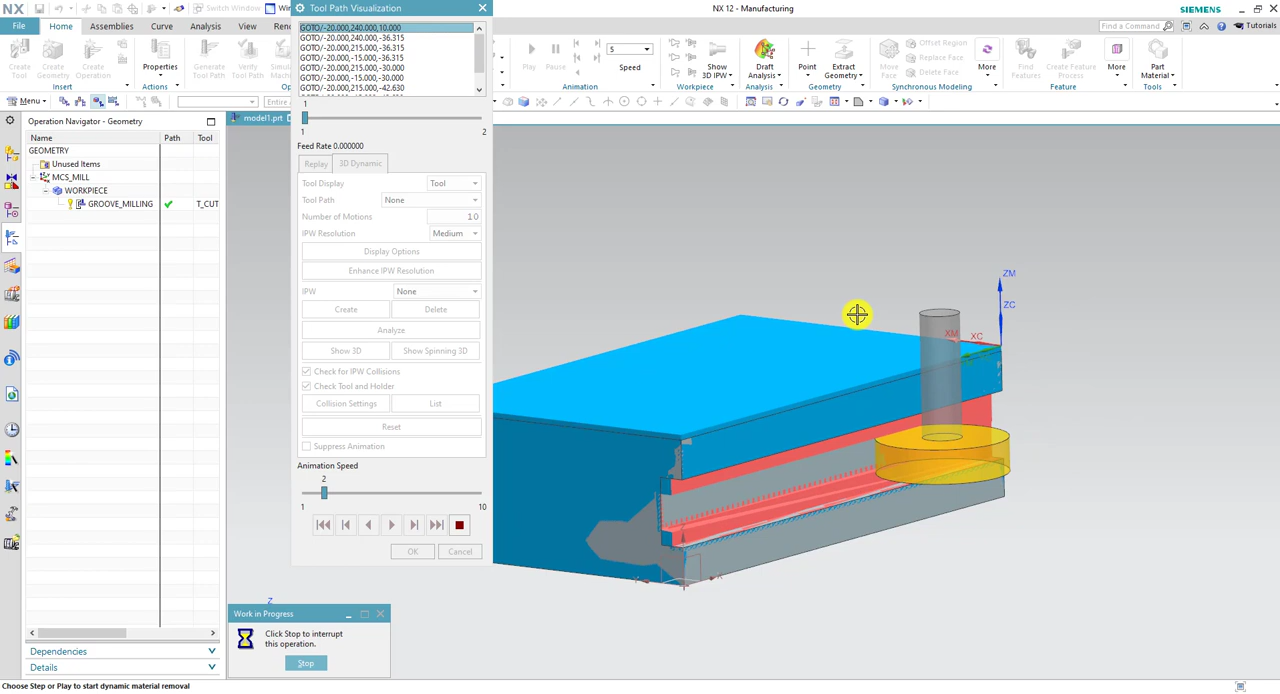 Switch Window
Wind
Tool Path Visualization
NX 12 - Manufacturing
SIEMENS
File
Home
Assemblies
Curve
Analysis
View
Ren
Find a Command
Tutorials
Create Tool
Create Geometry
Create Operation
Properties
Generate Tool Path
Verify Tool Path
Insert
Actions
GOTO/-20.000,240.000,10.000
GOTO/-20.000,240.000,-36.315
GOTO/-20.000,215.000,-36.315
GOTO/-20.000,-15.000,-36.315
GOTO/-20.000,-15.000,-30.000
GOTO/-20.000,215.000,-30.000
GOTO/-20.000,215.000,-42.630
Play
Pause
5
Speed
Animation
Show 3D IPW
Workpiece
Draft Analysis
Analysis
Point
Extract Geometry
Geometry
Move Face
Offset Region
Replace Face
Delete Face
More
Synchronous Modeling
Find Features
Create Feature Process
More
Feature
Part Material
Tools
Menu
Entire
model1.prt
Operation Navigator - Geometry
Name
Path
Tool
GEOMETRY
Unused Items
MCS_MILL
WORKPIECE
GROOVE_MILLING
T_CUT
1
1
2
Feed Rate 0.000000
Replay
3D Dynamic
Tool Display
Tool
Tool Path
None
Number of Motions
10
IPW Resolution
Medium
Display Options
Enhance IPW Resolution
IPW
None
Create
Delete
Analyze
Show 3D
Show Spinning 3D
Check for IPW Collisions
Check Tool and Holder
Collision Settings
List
Reset
Suppress Animation
Animation Speed
2
1
10
OK
Cancel
ZM
ZC
XM
XC
Z
Work in Progress
Click Stop to interrupt
this operation.
Stop
Dependencies
Details
Choose Step or Play to start dynamic material removal